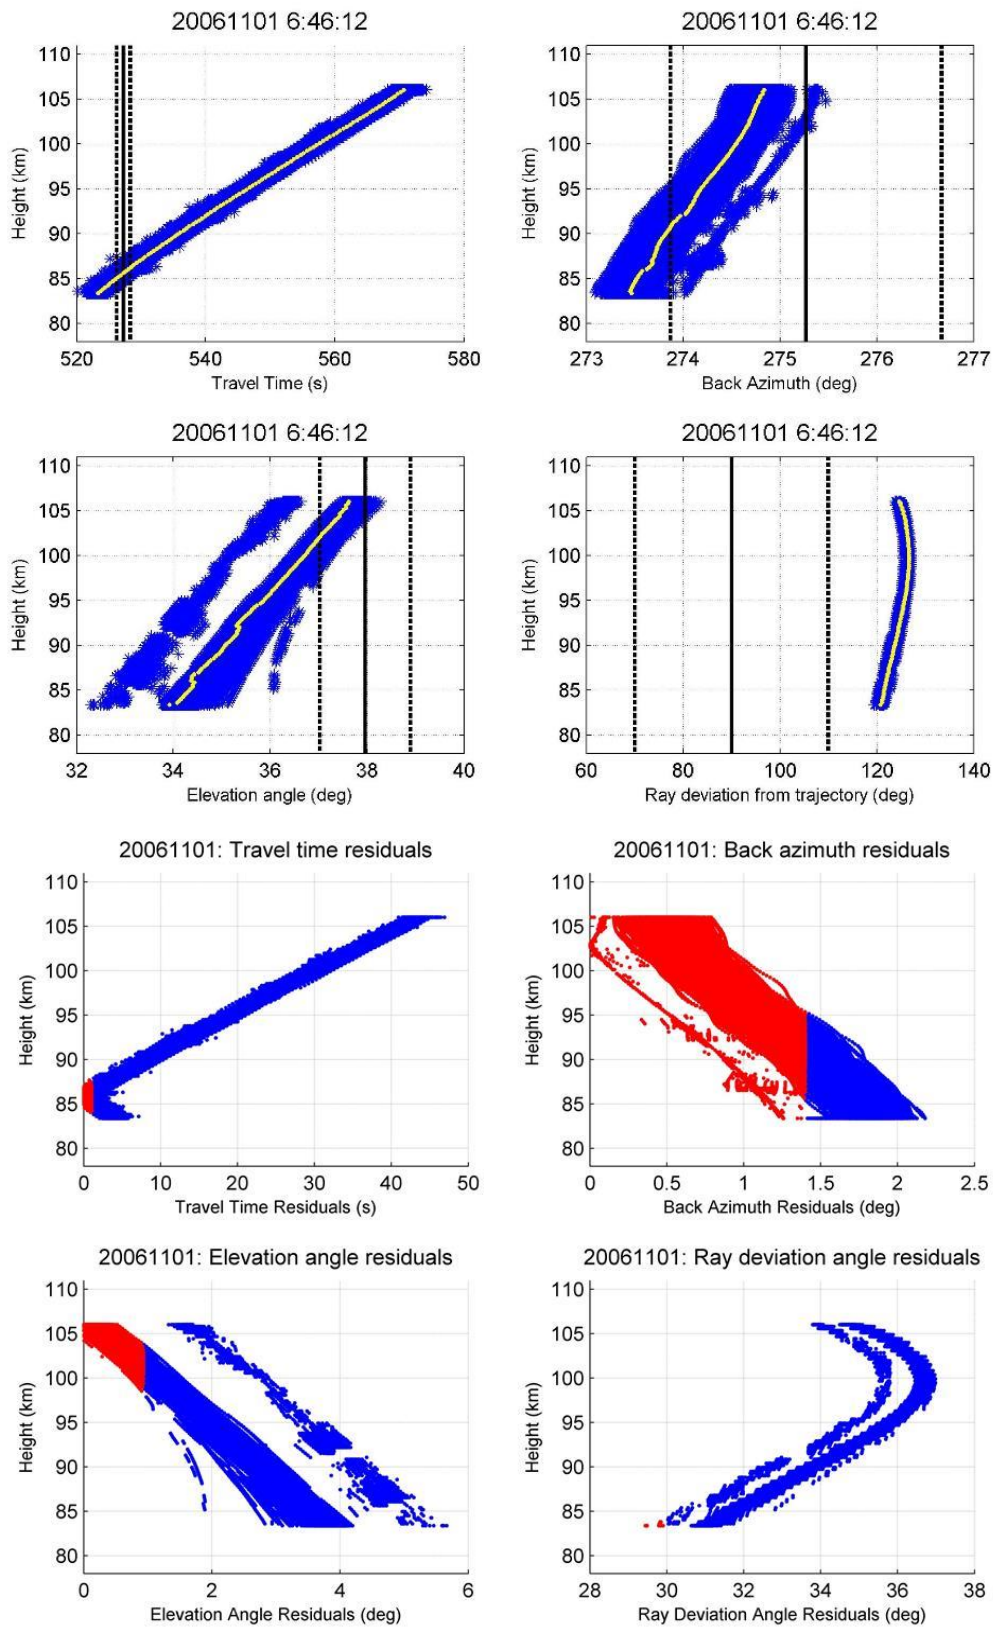 20061101 6:46:12
110
105
100
95
90
85
80
Height (km)
520 540 560 580
Travel Time (s)
20061101 6:46:12
110
105
100
95
90
85
80
Height (km)
273 274 275 276 277
Back Azimuth (deg)
20061101 6:46:12
110
105
100
95
90
85
80
Height (km)
32 34 36 38 40
Elevation angle (deg)
20061101 6:46:12
110
105
100
95
90
85
80
Height (km)
60 80 100 120 140
Ray deviation from trajectory (deg)
20061101: Travel time residuals
110
105
100
95
90
85
80
Height (km)
0 10 20 30 40 50
Travel Time Residuals (s)
20061101: Back azimuth residuals
110
105
100
95
90
85
80
Height (km)
0 0.5 1 1.5 2 2.5
Back Azimuth Residuals (deg)
20061101: Elevation angle residuals
110
105
100
95
90
85
80
Height (km)
0 2 4 6
Elevation Angle Residuals (deg)
20061101: Ray deviation angle residuals
110
105
100
95
90
85
80
Height (km)
28 30 32 34 36 38
Ray Deviation Angle Residuals (deg)